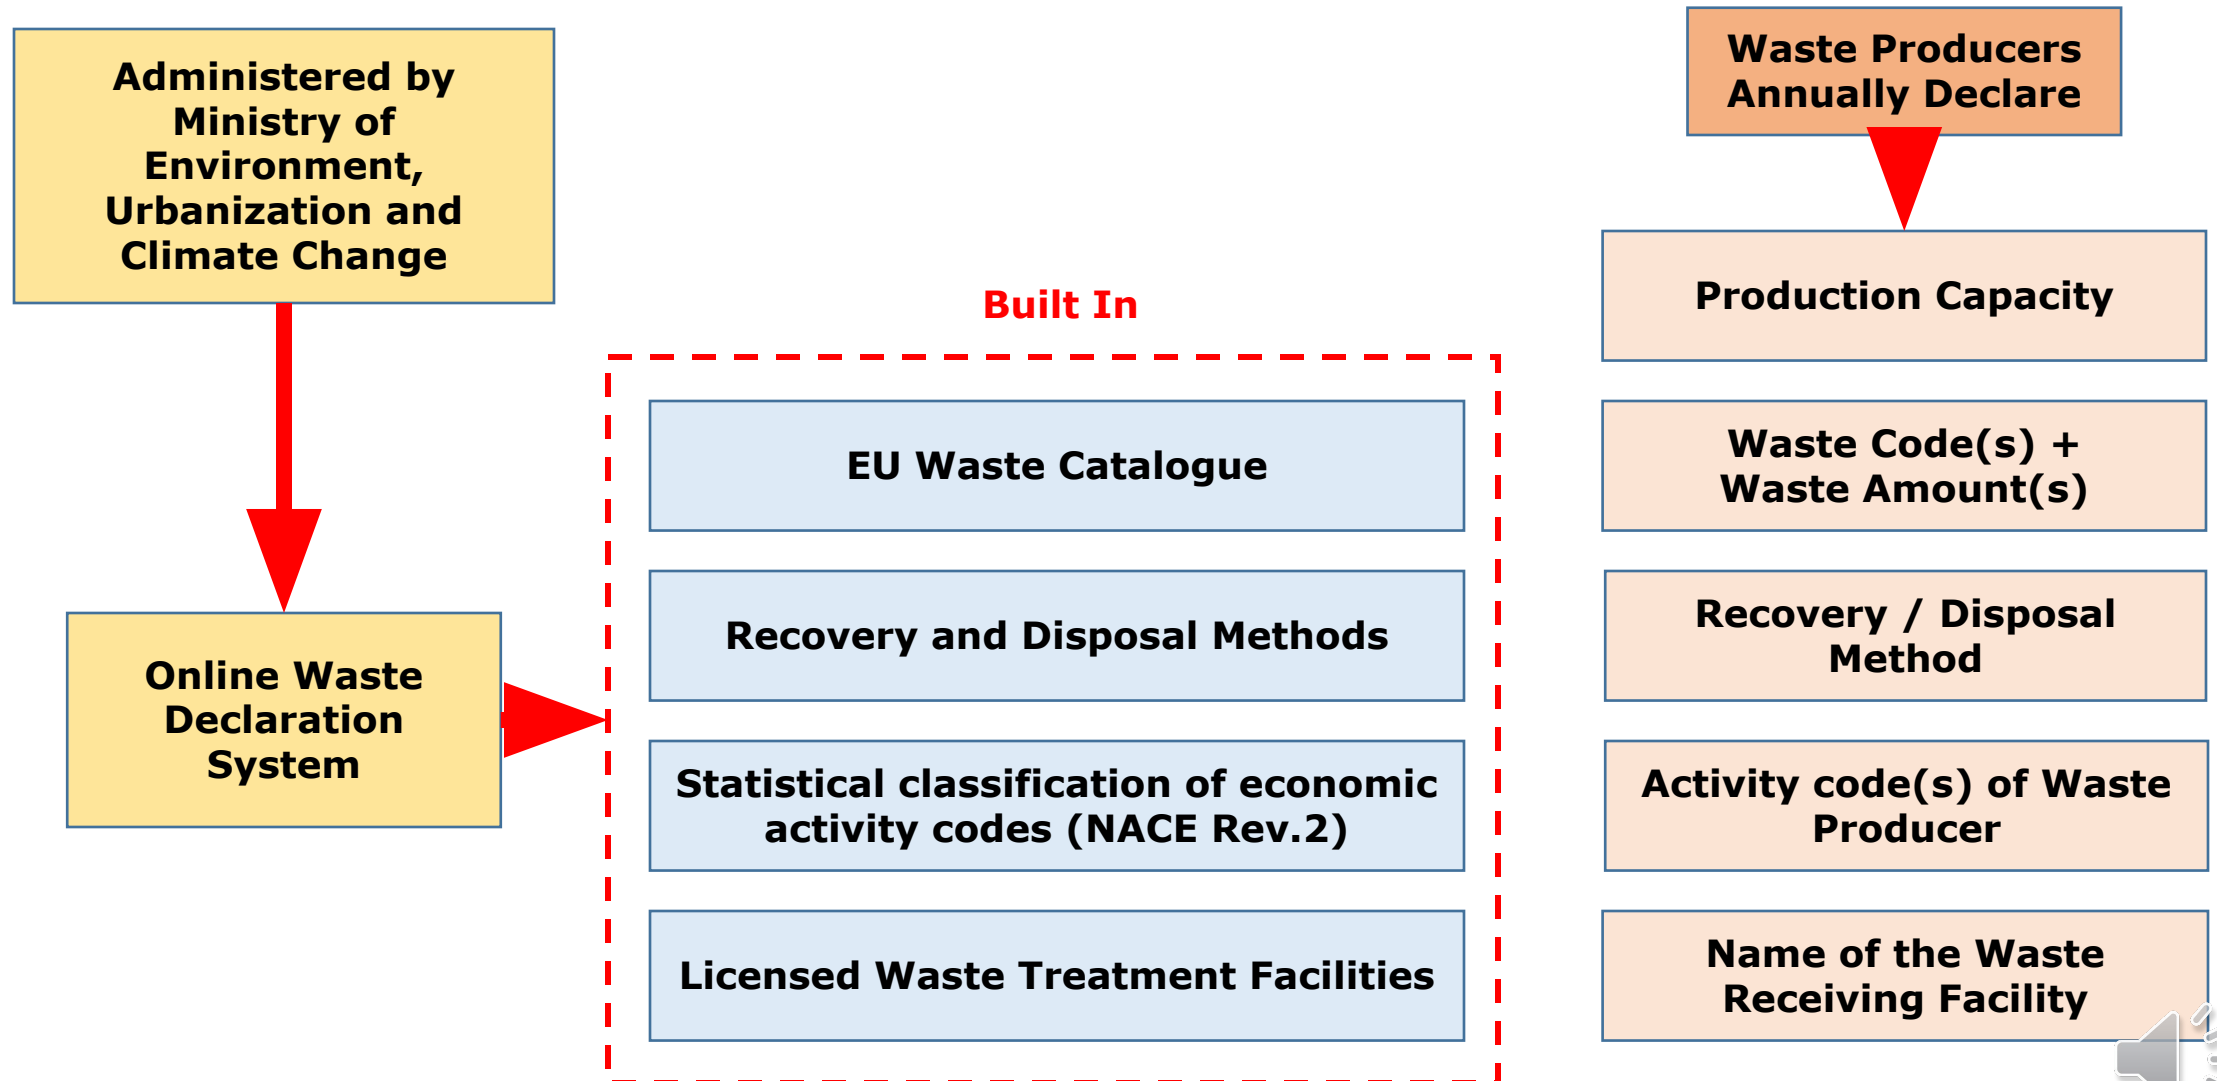 Administered by
Ministry of
Environment,
Urbanization and
Climate Change
Online Waste
Declaration
System
Built In
EU Waste Catalogue
Recovery and Disposal Methods
Statistical classification of economic
activity codes (NACE Rev.2)
Licensed Waste Treatment Facilities
Waste Producers
Annually Declare
Production Capacity
Waste Code(s) +
Waste Amount(s)
Recovery / Disposal
Method
Activity code(s) of Waste
Producer
Name of the Waste
Receiving Facility